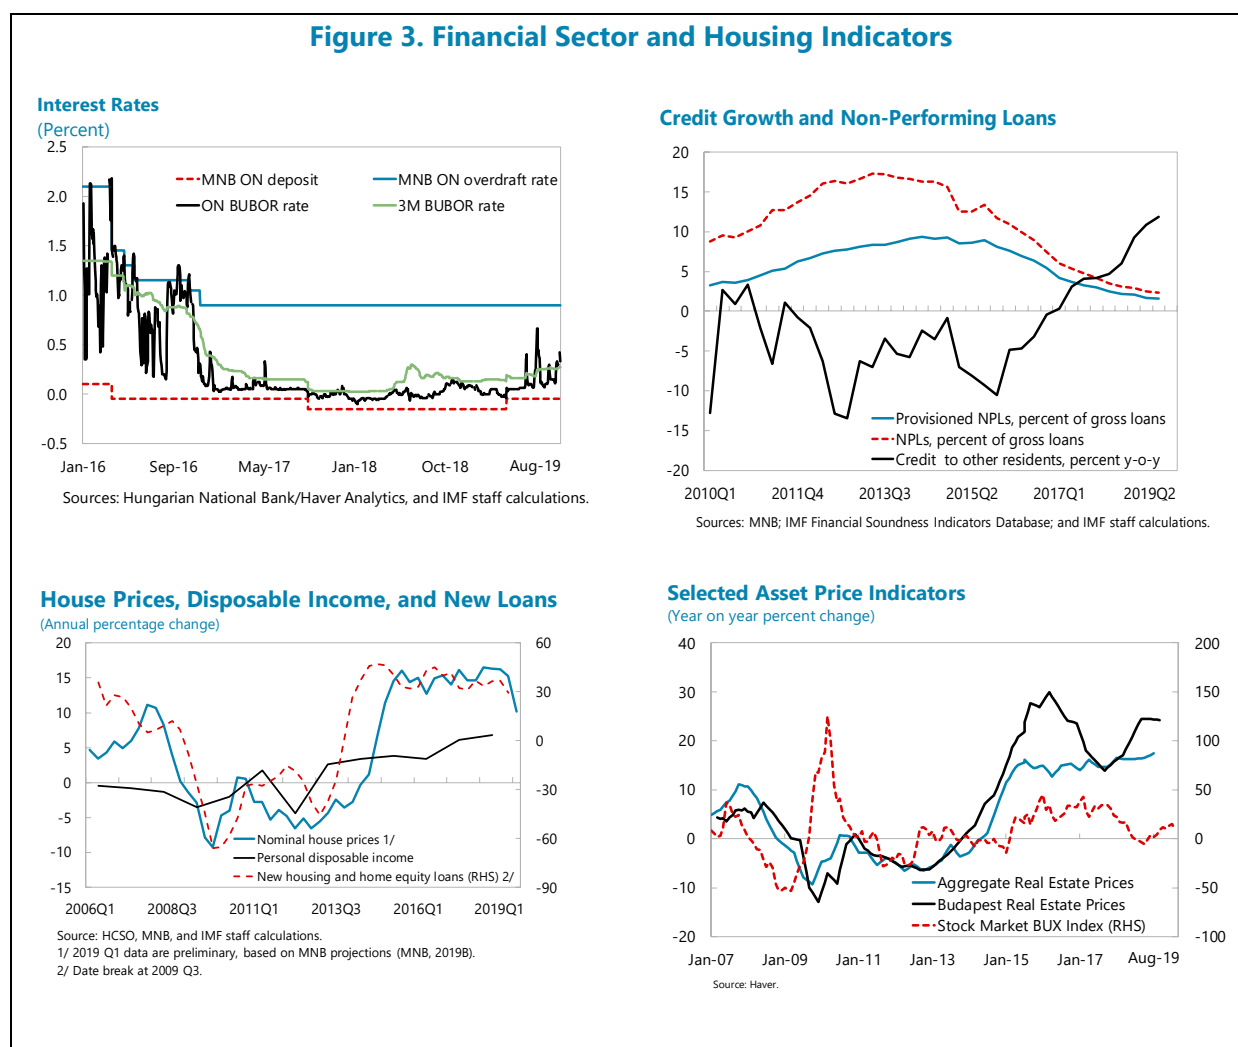 Figure 3. Financial Sector and Housing Indicators
Interest Rates
(Percent)
2.5
2.0
1.5
1.0
0.5
0.0
-0.5
MNB ON deposit
MNB ON overdraft rate
ON BUBOR rate
3M BUBOR rate
Jan-16 Sep-16 May-17 Jan-18 Oct-18 Aug-19
Sources: Hungarian National Bank/Haver Analytics, and IMF staff calculations.
Credit Growth and Non-Performing Loans
20
15
10
5
0
-5
-10
-15
-20
Provisioned NPLs, percent of gross loans
NPLs, percent of gross loans
Credit to other residents, percent y-o-y
2010Q1 2011Q4 2013Q3 2015Q2 2017Q1 2019Q2
Sources: MNB; IMF Financial Soundness Indicators Database; and IMF staff calculations.
House Prices, Disposable Income, and New Loans
(Annual percentage change)
20
15
10
5
0
-5
-10
-15
60
30
0
-30
-60
-90
Nominal house prices 1/
Personal disposable income
New housing and home equity loans (RHS) 2/
2006Q1 2008Q3 2011Q1 2013Q3 2016Q1 2019Q1
Source: HCSO, MNB, and IMF staff calculations.
1/ 2019 Q1 data are preliminary, based on MNB projections (MNB, 2019B).
2/ Date break at 2009 Q3.
Selected Asset Price Indicators
(Year on year percent change)
40
30
20
10
0
-10
-20
200
150
100
50
0
-50
-100
Aggregate Real Estate Prices
Budapest Real Estate Prices
Stock Market BUX Index (RHS)
Jan-07 Jan-09 Jan-11 Jan-13 Jan-15 Jan-17 Aug-19
Source: Haver.